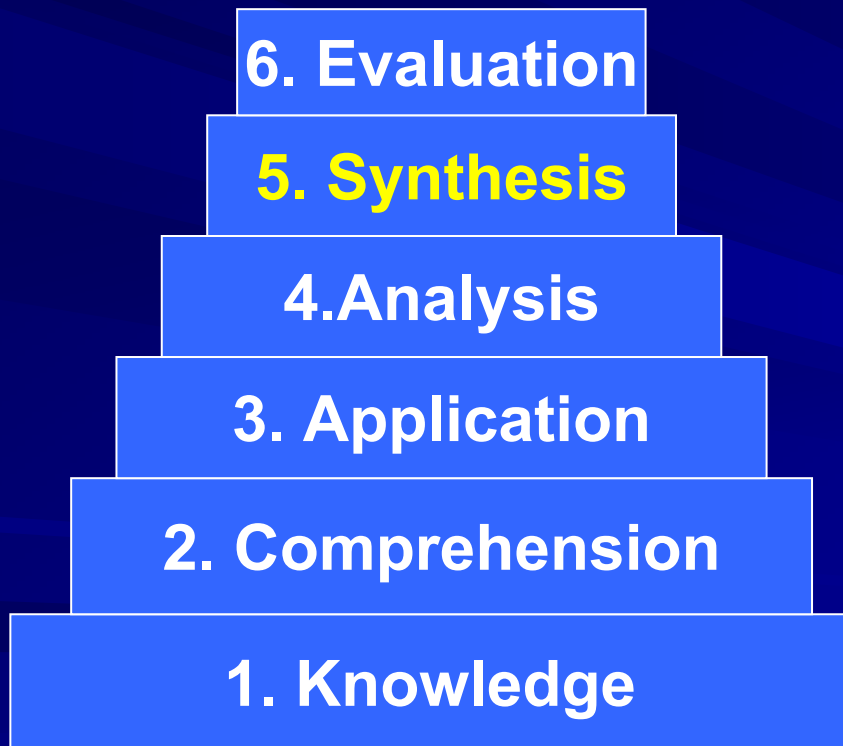 6. Evaluation
5. Synthesis
4.Analysis
3. Application
2. Comprehension
1. Knowledge